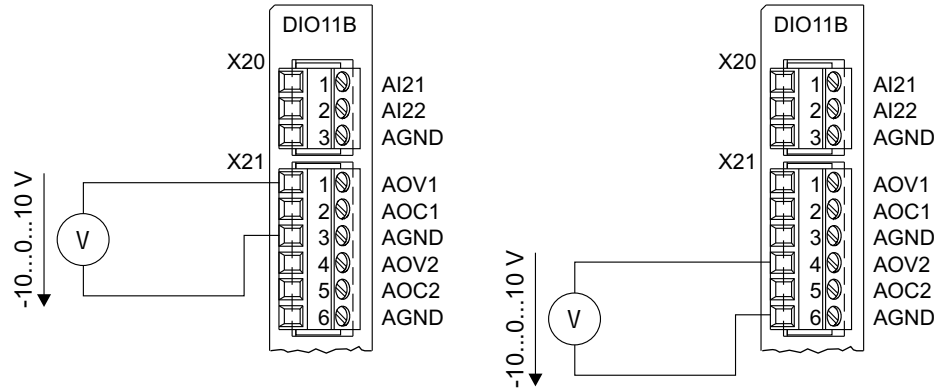 DIO11B
X20
1 AI21
2 AI22
3 AGND
X21
1 AOV1
2 AOC1
3 AGND
4 AOV2
5 AOC2
6 AGND
V
-10...0...10 V
DIO11B
X20
1 AI21
2 AI22
3 AGND
X21
1 AOV1
2 AOC1
3 AGND
4 AOV2
5 AOC2
6 AGND
V
-10...0...10 V